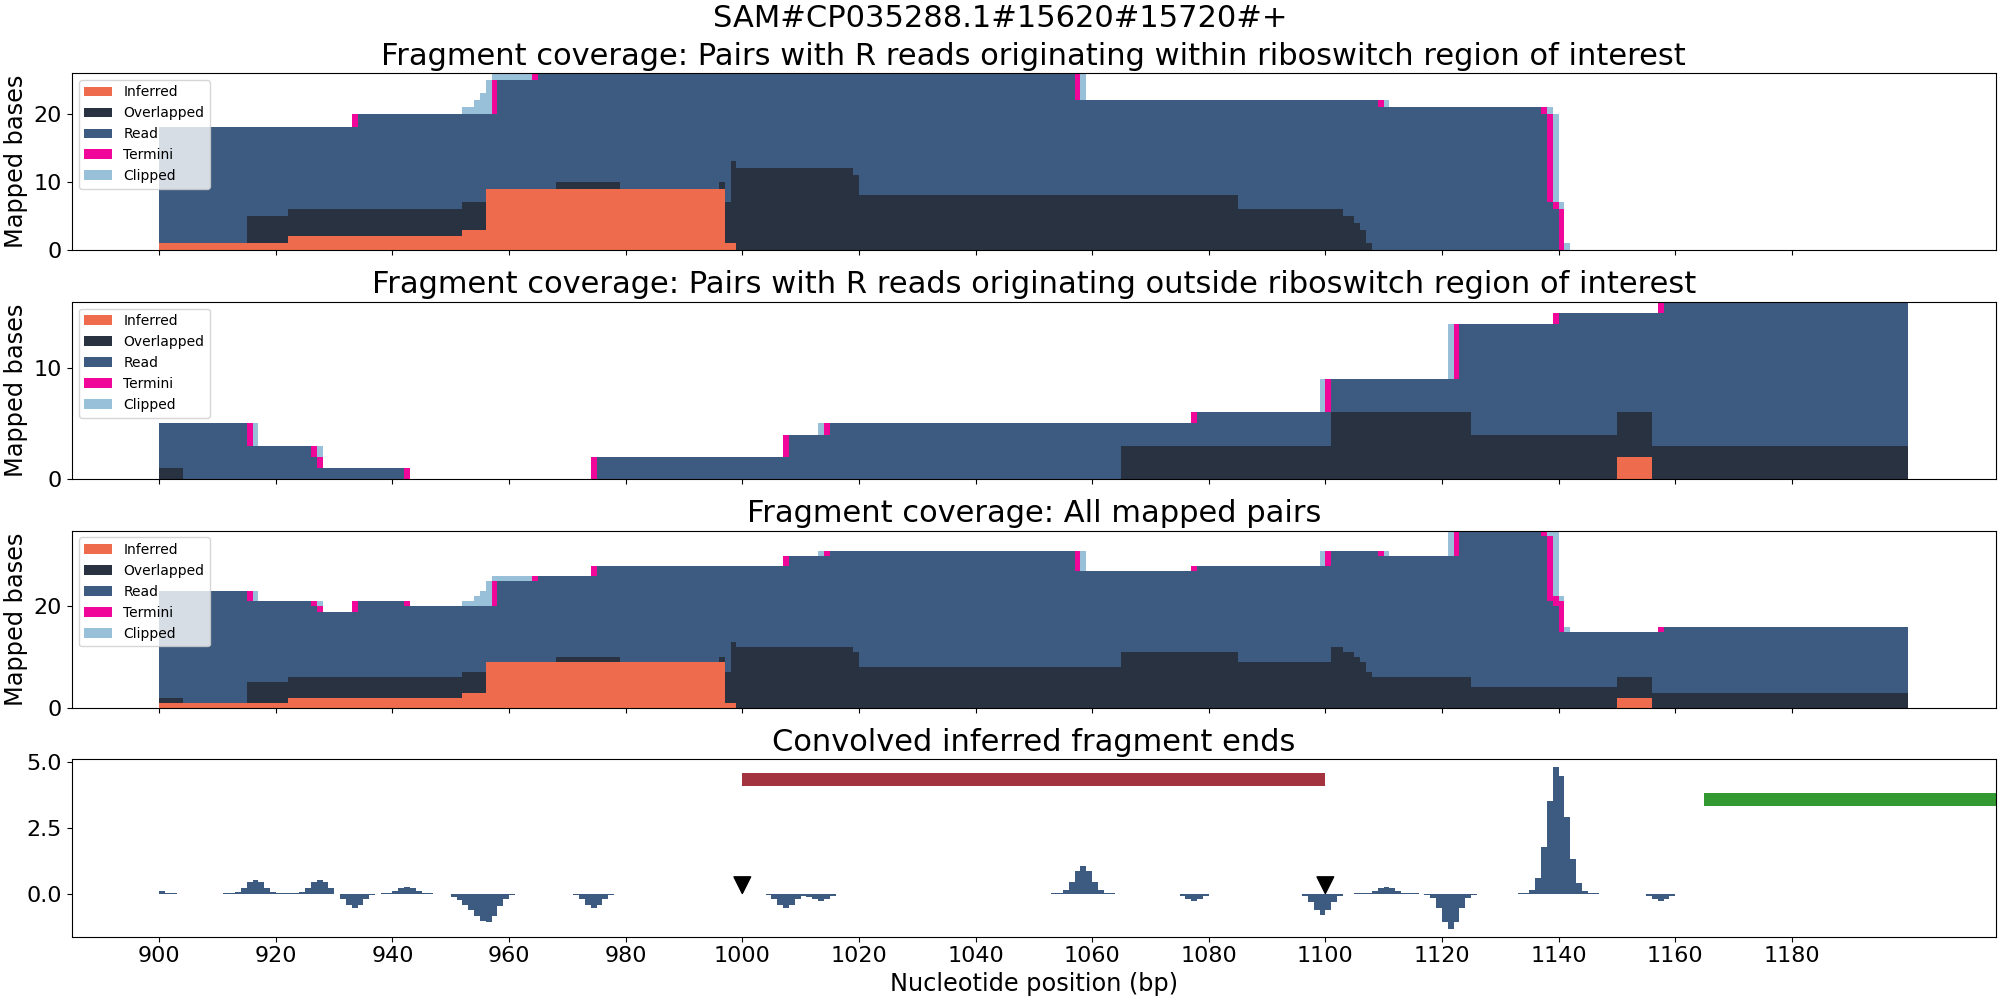 SAM#CP035288.1#15620#15720#+
Fragment coverage: Pairs with R reads originating within riboswitch region of interest
Mapped bases
20
10
0
Inferred
Overlapped
Read
Termini
Clipped
Fragment coverage: Pairs with R reads originating outside riboswitch region of interest
Mapped bases
10
0
Inferred
Overlapped
Read
Termini
Clipped
Fragment coverage: All mapped pairs
Mapped bases
20
0
Inferred
Overlapped
Read
Termini
Clipped
Convolved inferred fragment ends
5.0
2.5
0.0
900 920 940 960 980 1000 1020 1040 1060 1080 1100 1120 1140 1160 1180
Nucleotide position (bp)